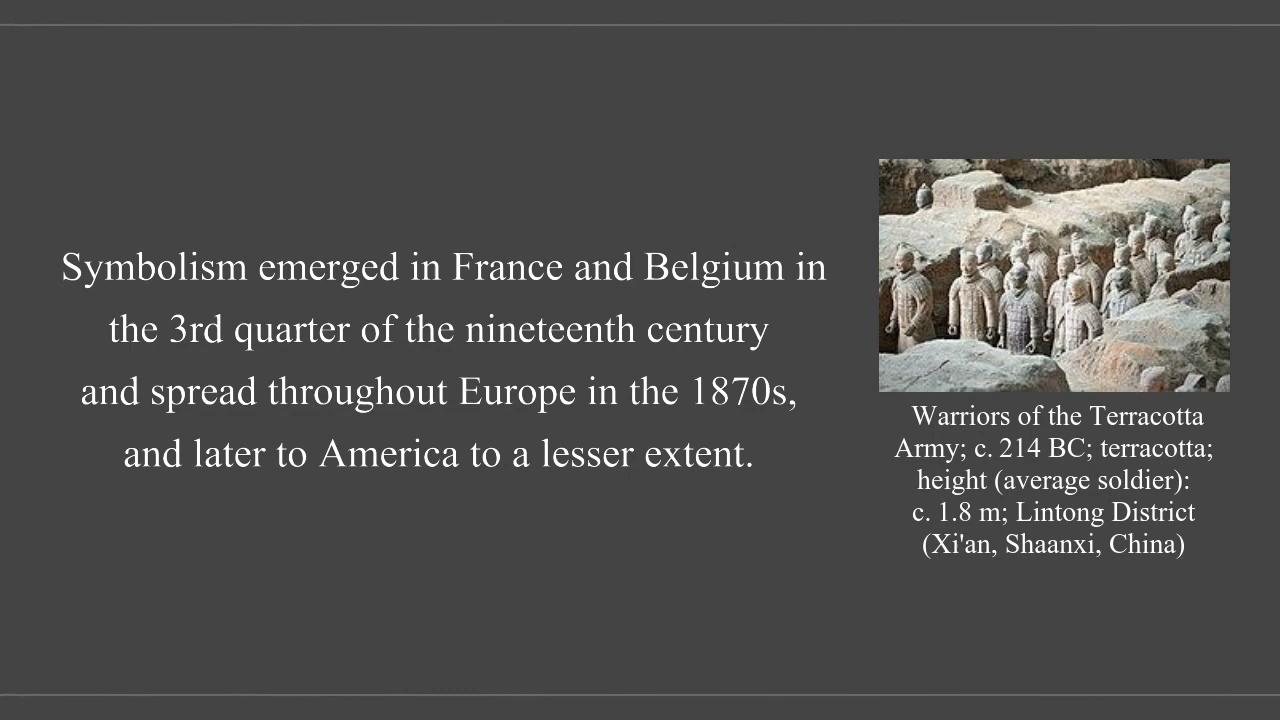 Symbolism emerged in France and Belgium in
the 3rd quarter of the nineteenth century
and spread throughout Europe in the 1870s,
and later to America to a lesser extent.
Warriors of the Terracotta
Army; c. 214 BC; terracotta;
height (average soldier):
c. 1.8 m; Lintong District
(Xi'an, Shaanxi, China)